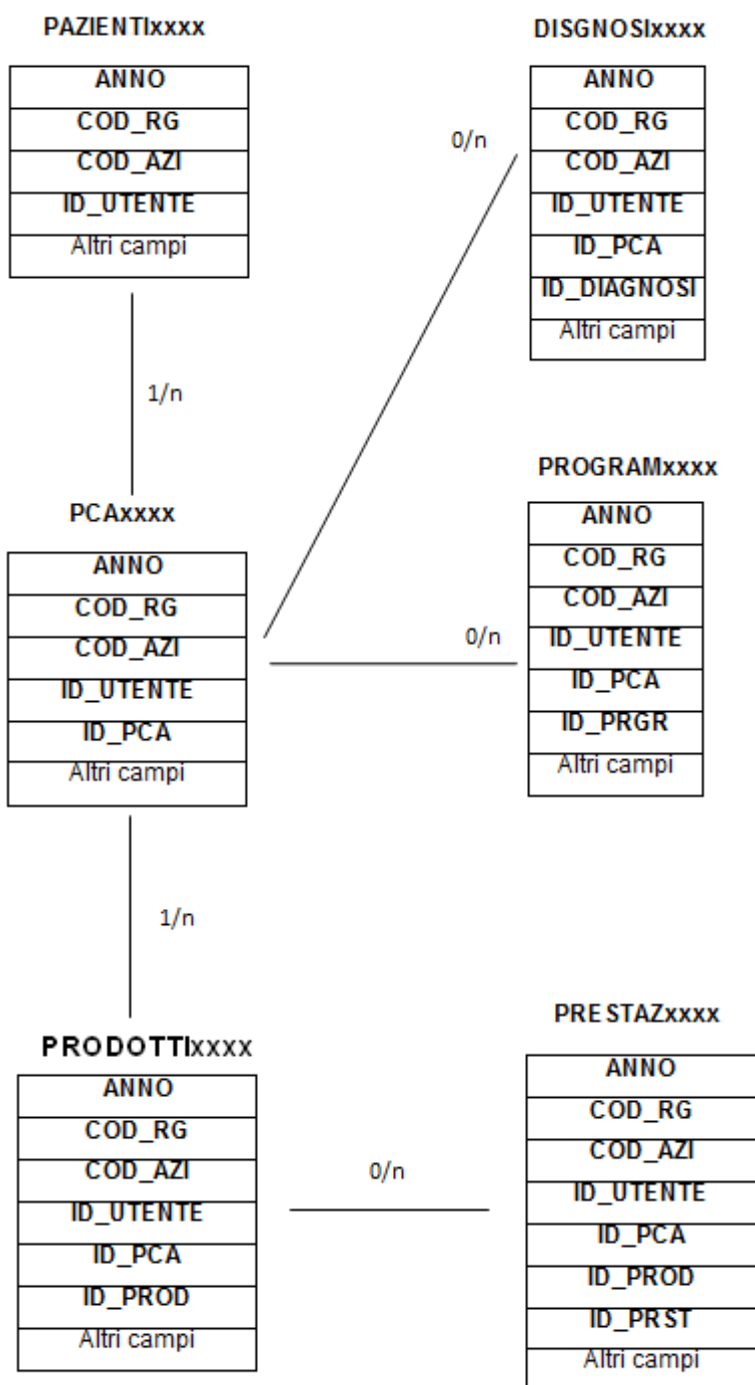 PAZIENTIxxxx
ANNO
COD_RG
COD_AZI
ID_UTENTE
Altri campi
1/n
PCAxxxx
ANNO
COD_RG
COD_AZI
ID_UTENTE
ID_PCA
Altri campi
1/n
PRODOTTIxxxx
ANNO
COD_RG
COD_AZI
ID_UTENTE
ID_PCA
ID_PROD
Altri campi
DISGNOSIxxxx
ANNO
COD_RG
COD_AZI
ID_UTENTE
ID_PCA
ID_DIAGNOSI
Altri campi
0/n
PROGRAMxxxx
ANNO
COD_RG
COD_AZI
ID_UTENTE
ID_PCA
ID_PRGR
Altri campi
0/n
PRESTAZxxxx
ANNO
COD_RG
COD_AZI
ID_UTENTE
ID_PCA
ID_PROD
ID_PRST
Altri campi
0/n